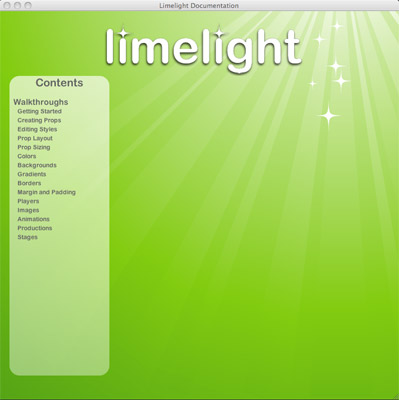 Limelight Documentation
limelight
Contents
Walkthroughs
Getting Started
Creating Props
Editing Styles
Prop Layout
Prop Sizing
Colors
Backgrounds
Gradients
Borders
Margin and Padding
Players
Images
Animations
Productions
Stages